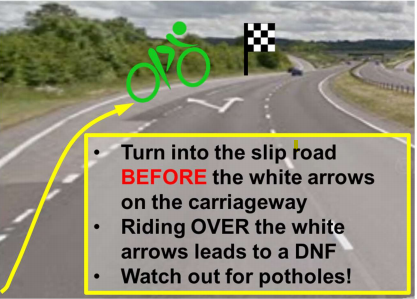 • Turn into the slip road
BEFORE the white arrows
on the carriageway
• Riding OVER the white
arrows leads to a DNF
• Watch out for potholes!